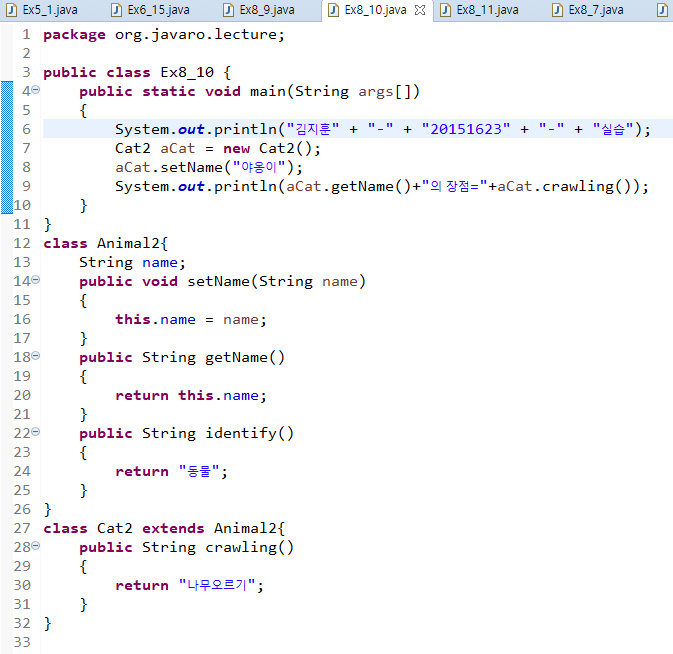 Ex5_1.java Ex6_15.java Ex8_9.java Ex8_10.java Ex8_11.java Ex8_7.java
1 package org.javaro.lecture;
2
3 public class Ex8_10 {
4 public static void main(String args[])
5 {
6 System.out.println("김지훈" + "-" + "20151623" + "-" + "실습");
7 Cat2 aCat = new Cat2();
8 aCat.setName("야옹이");
9 System.out.println(aCat.getName()+"의 장점="+aCat.crawling());
10 }
11 }
12 class Animal2{
13 String name;
14 public void setName(String name)
15 {
16 this.name = name;
17 }
18 public String getName()
19 {
20 return this.name;
21 }
22 public String identify()
23 {
24 return "동물";
25 }
26 }
27 class Cat2 extends Animal2{
28 public String crawling()
29 {
30 return "나무오르기";
31 }
32 }
33